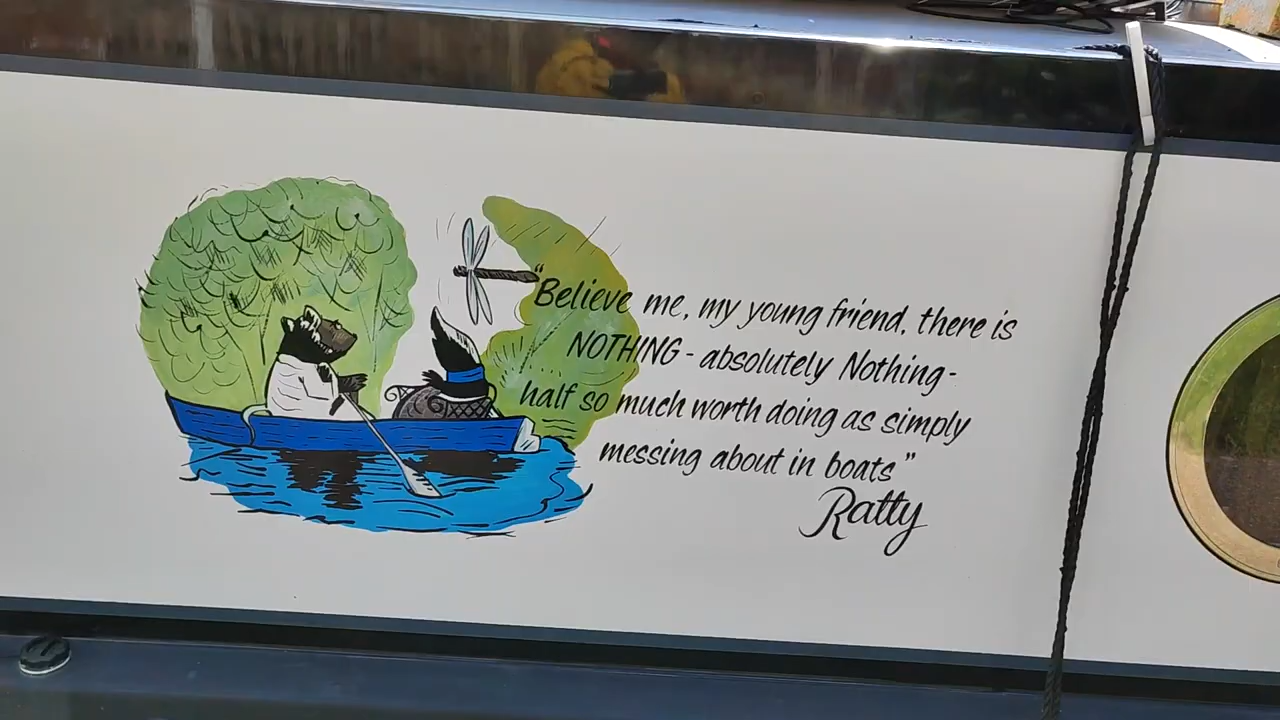 "Believe me, my young friend, there is
NOTHING - absolutely Nothing -
half so much worth doing as simply
messing about in boats"
Ratty